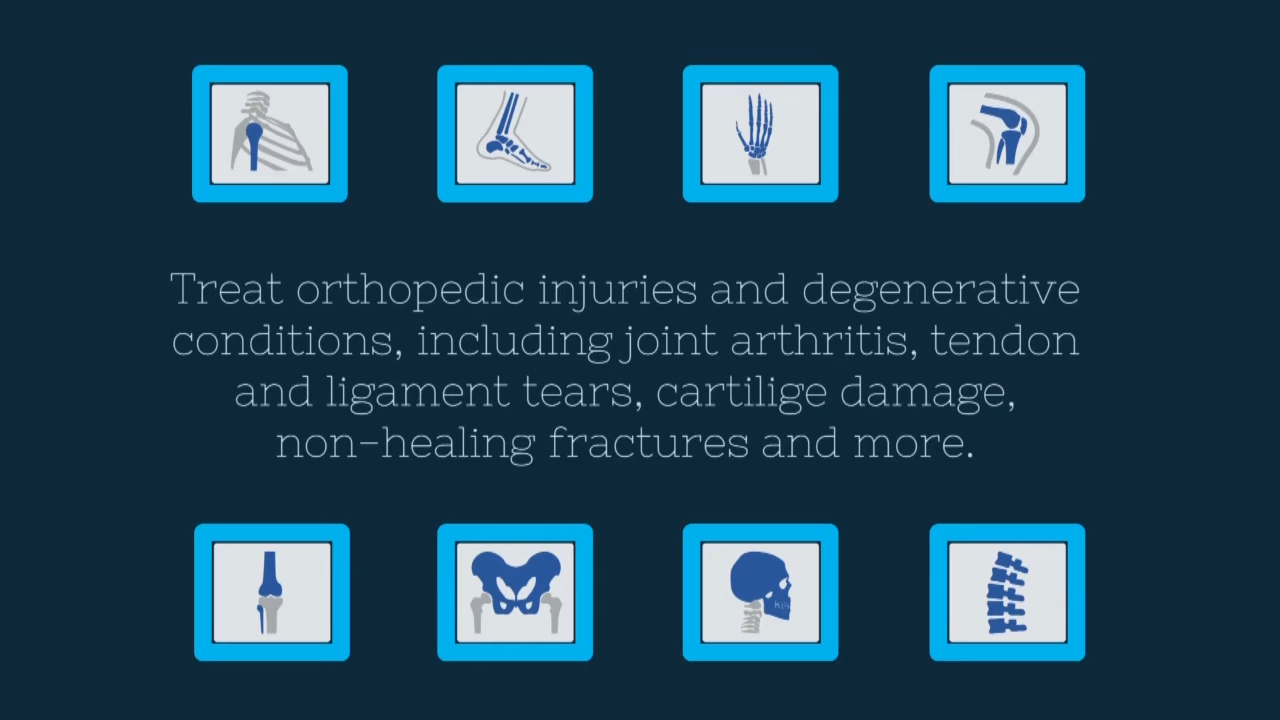 Treat orthopedic injuries and degenerative
conditions, including joint arthritis, tendon
and ligament tears, cartilige damage,
non-healing fractures and more.